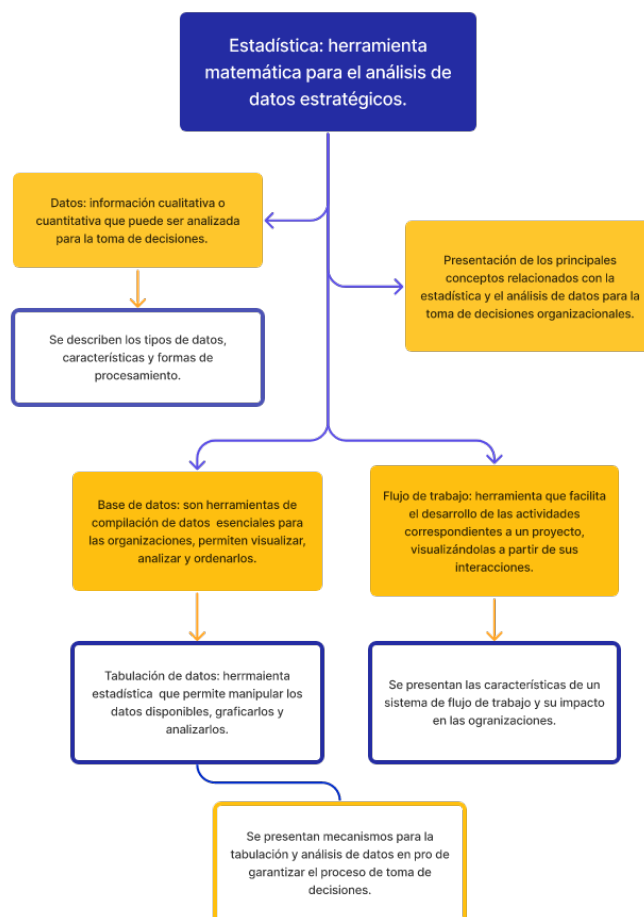 Estadística: herramienta
matemática para el análisis de
datos estratégicos.
Datos: información cualitativa o
cuantitativa que puede ser analizada
para la toma de decisiones.
Presentación de los principales
conceptos relacionados con la
estadística y el análisis de datos para la
toma de decisiones organizacionales.
Se describen los tipos de datos,
características y formas de
procesamiento.
Base de datos: son herramientas de
compilación de datos esenciales para
las organizaciones, permiten visualizar,
analizar y ordenarlos.
Flujo de trabajo: herramienta que facilita
el desarrollo de las actividades
correspondientes a un proyecto,
visualizándolas a partir de sus
interacciones.
Tabulación de datos: herrmaienta
estadística que permite manipular los
datos disponibles, graficarlos y
analizarlos.
Se presentan las características de un
sistema de flujo de trabajo y su impacto
en las ogranizaciones.
Se presentan mecanismos para la
tabulación y análisis de datos en pro de
garantizar el proceso de toma de
decisiones.